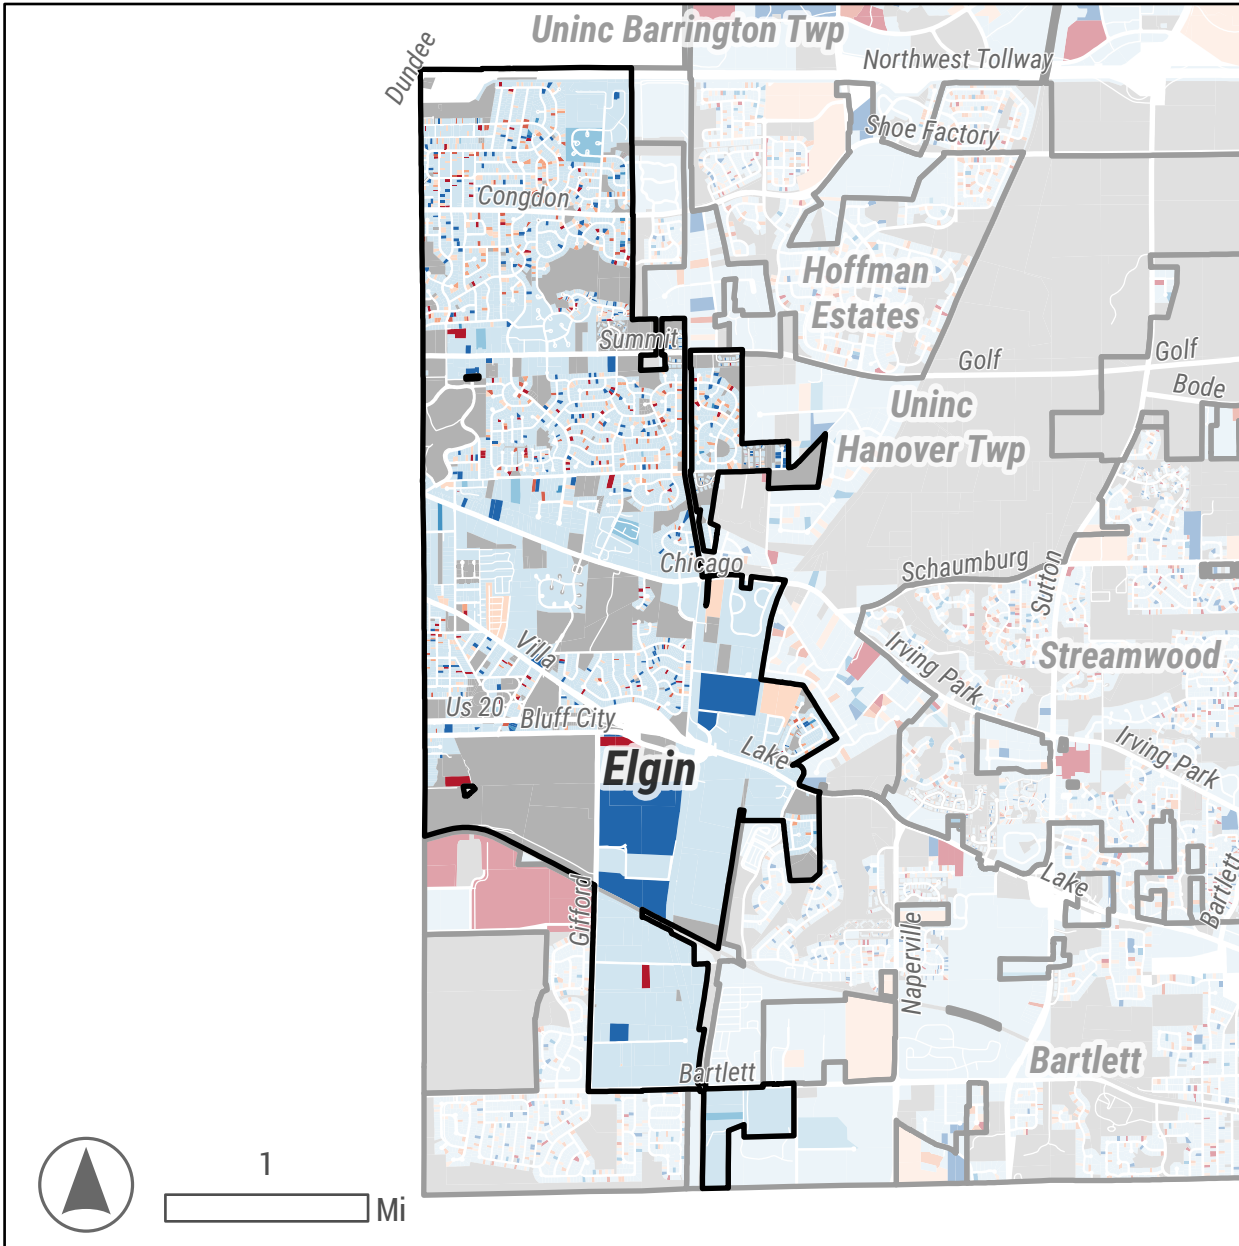 Uninc Barrington Twp
Dundee
Northwest Tollway
Shoe Factory
Congdon
Hoffman
Estates
Summit
Golf
Golf
Bode
Uninc
Hanover Twp
Chicago
Schaumburg
Sutton
Villa
Irving Park
Streamwood
Us 20
Bluff City
Lake
Irving Park
Elgin
Lake
Bartlett
Gifford
Naperville
Bartlett
Bartlett
1
Mi